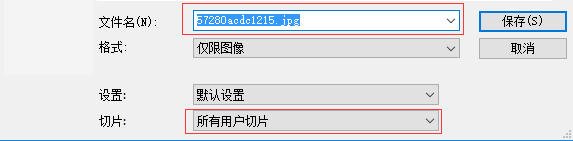 文件名(N): 57280acdc1215.jpg 保存(S)
格式: 仅限图像 取消
设置: 默认设置
切片: 所有用户切片